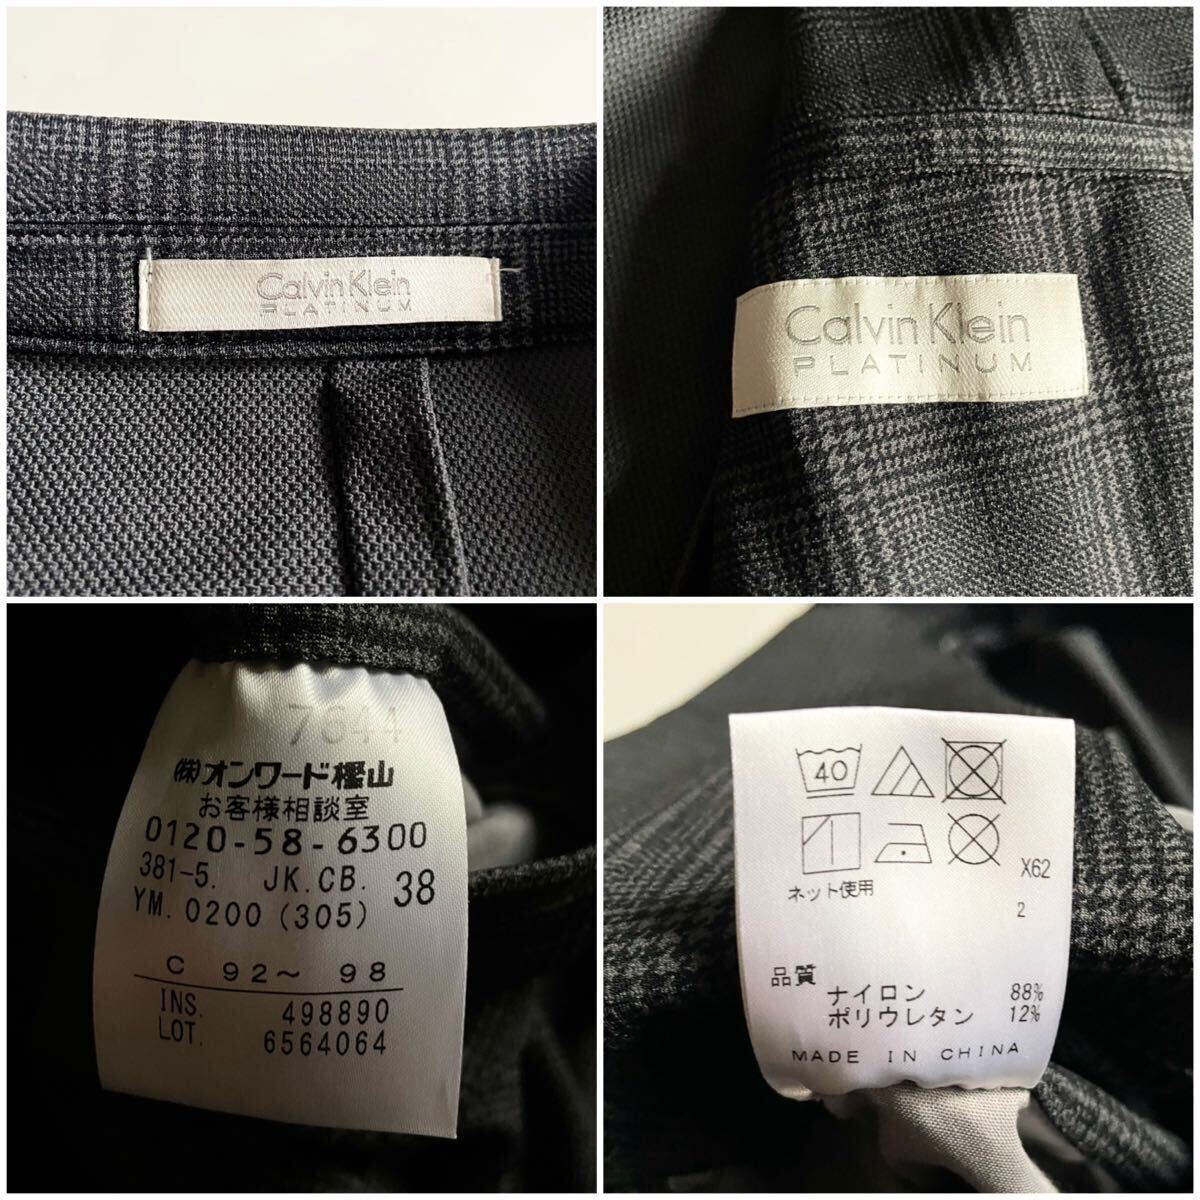 Calvin Klein
PLATINUM
Calvin Klein
PLATINUM
7644
(株)オンワード樫山
お客様相談室
0120-58-6300
381-5. JK.CB. 38
YM. 0200 (305)
C 92~ 98
INS. 498890
LOT. 6564064
40
ネット使用
X62
2
品質
ナイロン 88%
ポリウレタン 12%
MADE IN CHINA